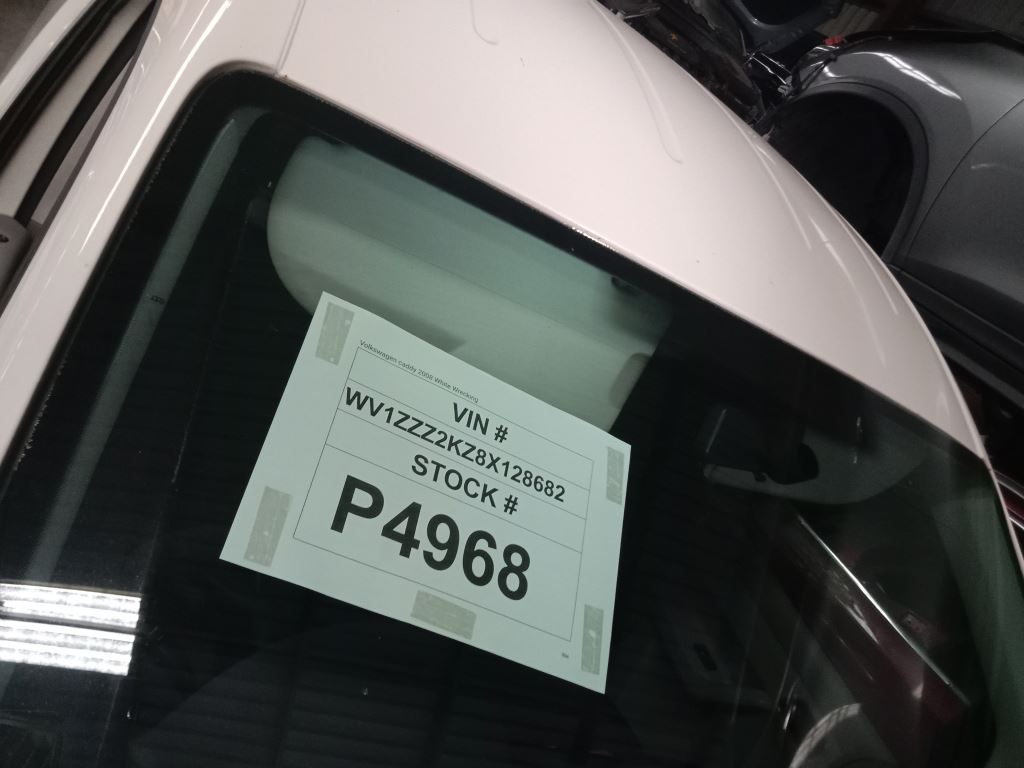 Volkswagen caddy 2008 White Wrecking
VIN #
WV1ZZZ2KZ8X128682
STOCK #
P4968